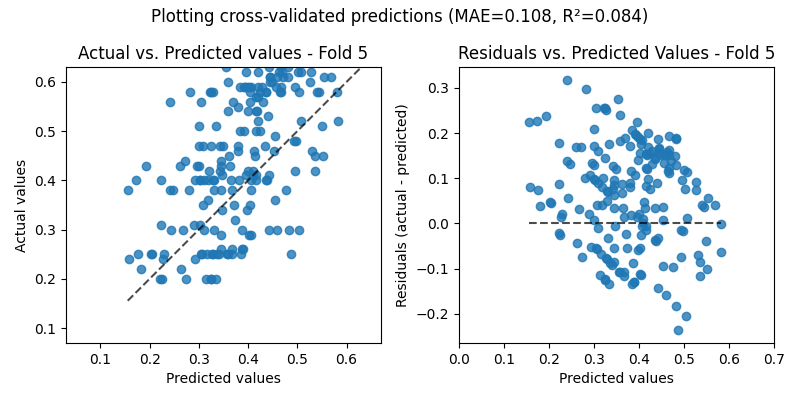 Plotting cross-validated predictions (MAE=0.108, R²=0.084)
Actual vs. Predicted values - Fold 5
Actual values
0.6
0.5
0.4
0.3
0.2
0.1
0.1 0.2 0.3 0.4 0.5 0.6
Predicted values
Residuals vs. Predicted Values - Fold 5
Residuals (actual - predicted)
0.3
0.2
0.1
0.0
−0.1
−0.2
0.0 0.1 0.2 0.3 0.4 0.5 0.6 0.7
Predicted values